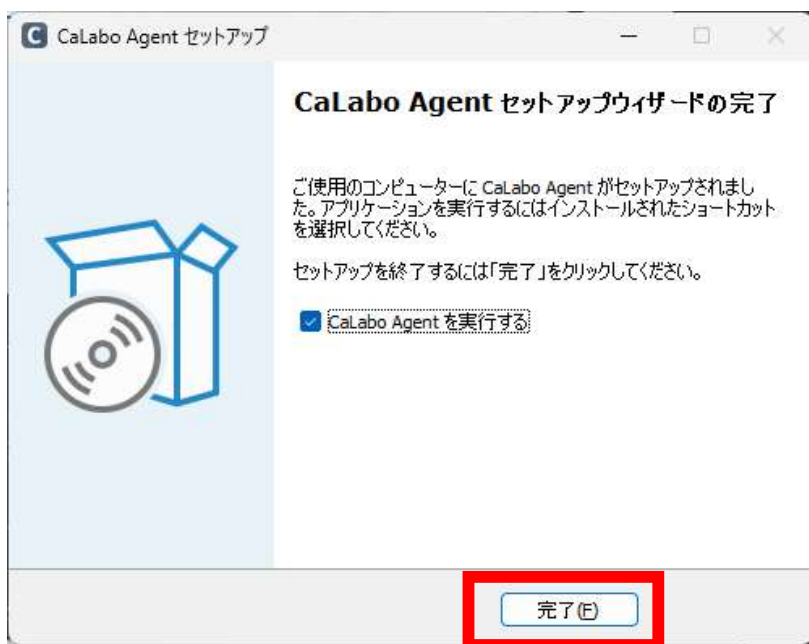 C CaLabo Agent セットアップ
CaLabo Agent セットアップウィザードの完了
ご使用のコンピューターに CaLabo Agent がセットアップされまし
た。アプリケーションを実行するにはインストールされたショートカット
を選択してください。
セットアップを終了するには「完了」をクリックしてください。
CaLabo Agent を実行する
完了(F)